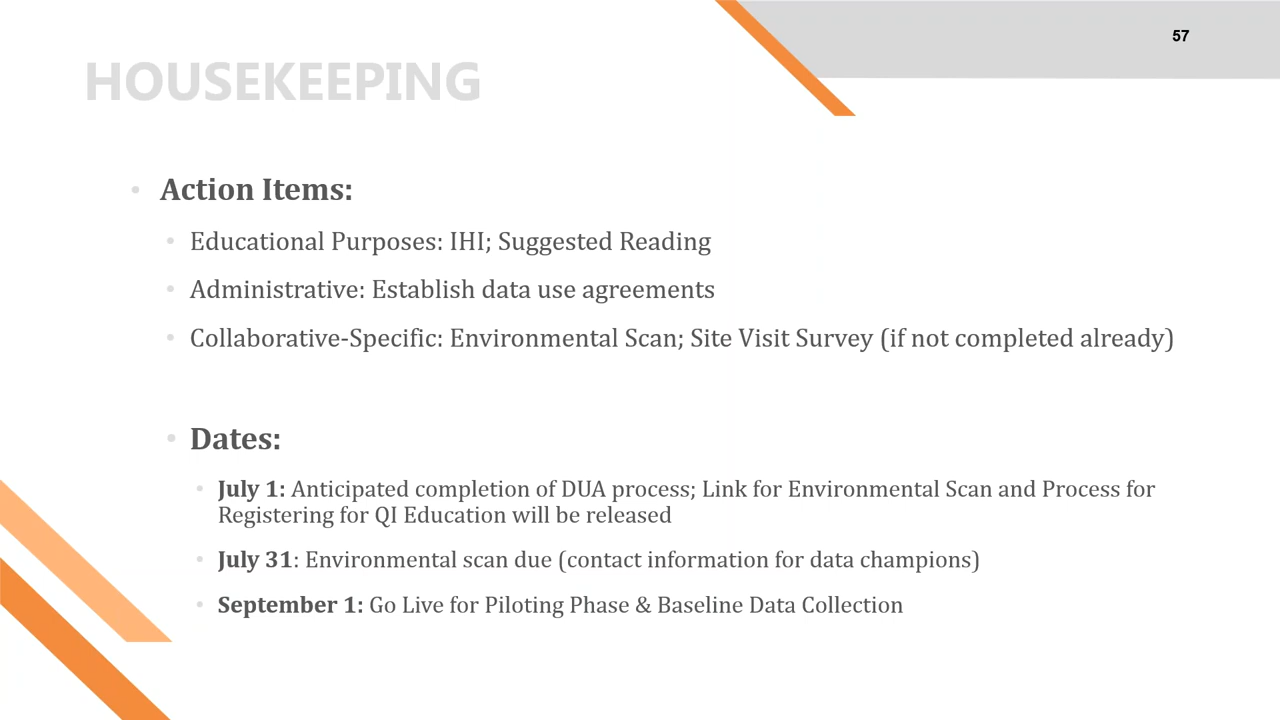 57
HOUSEKEEPING
• Action Items:
• Educational Purposes: IHI; Suggested Reading
• Administrative: Establish data use agreements
• Collaborative-Specific: Environmental Scan; Site Visit Survey (if not completed already)
• Dates:
• July 1: Anticipated completion of DUA process; Link for Environmental Scan and Process for
Registering for QI Education will be released
• July 31: Environmental scan due (contact information for data champions)
• September 1: Go Live for Piloting Phase & Baseline Data Collection